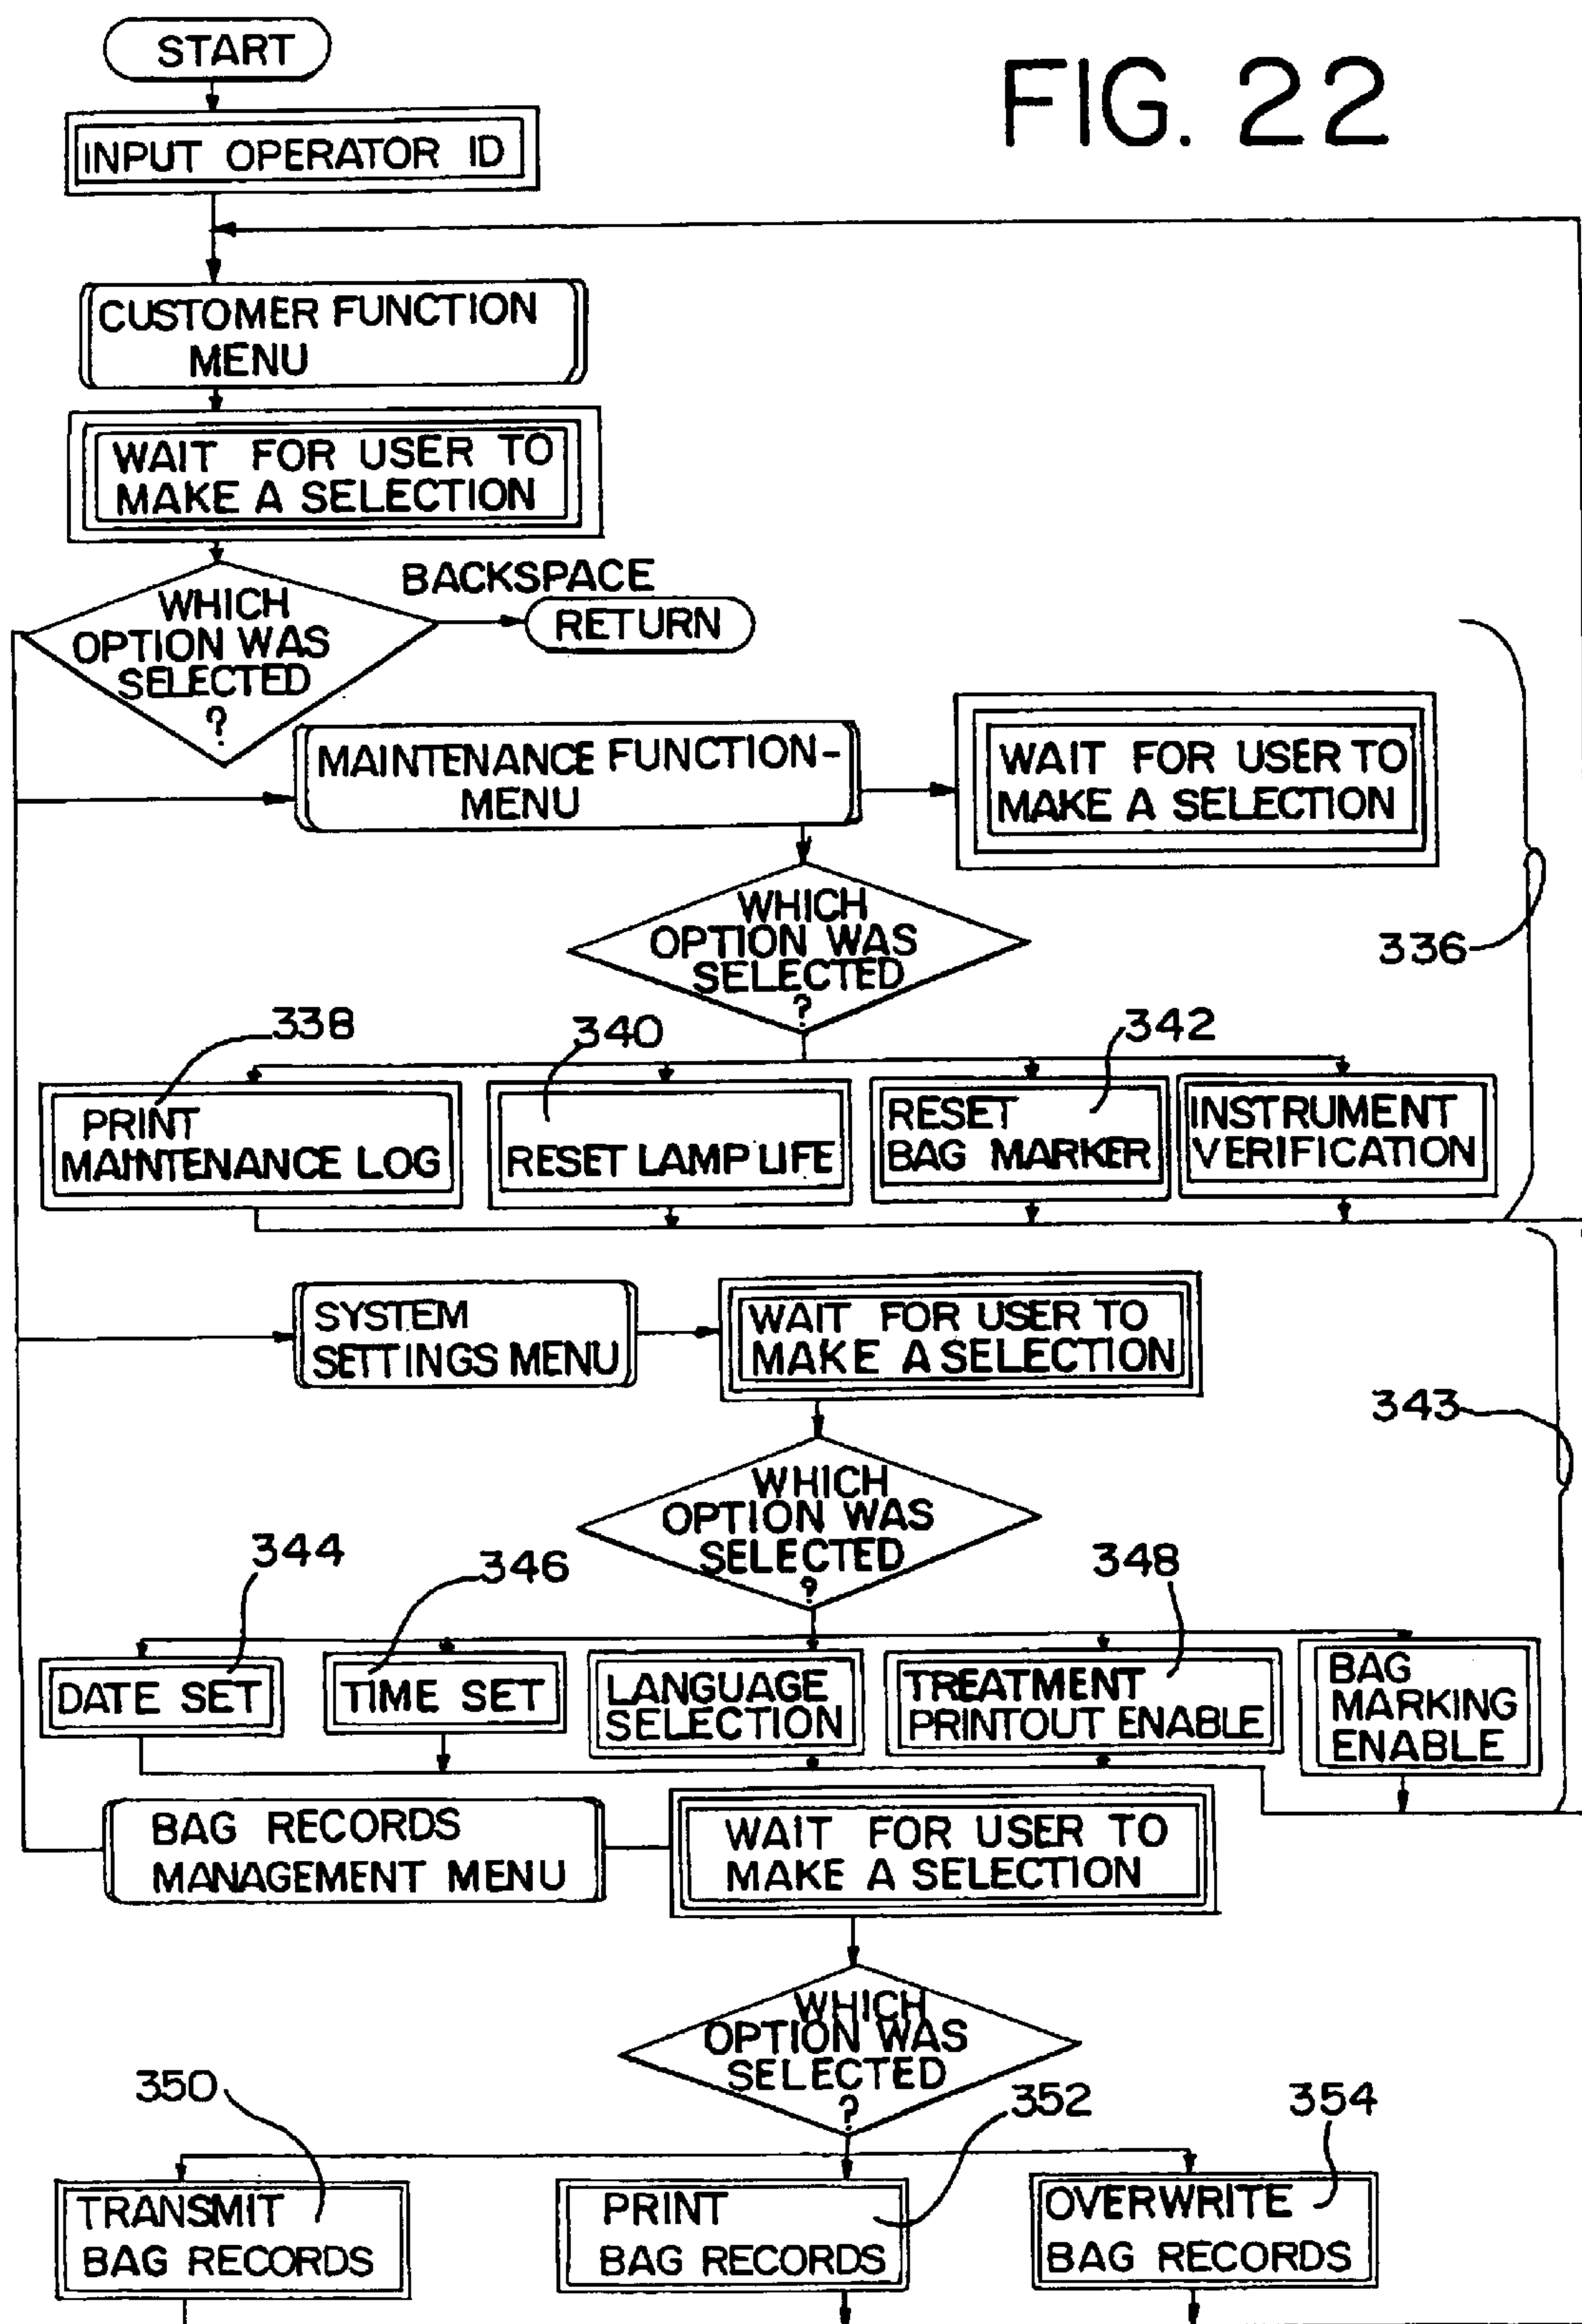 START
FIG. 22
INPUT OPERATOR ID
CUSTOMER FUNCTION
MENU
WAIT FOR USER TO
MAKE A SELECTION
BACKSPACE
RETURN
WHICH
OPTION WAS
SELECTED
?
MAINTENANCE FUNCTION-
MENU
WAIT FOR USER TO
MAKE A SELECTION
WHICH
OPTION WAS
SELECTED
?
336
338
340
342
PRINT
MAINTENANCE LOG
RESET LAMP LIFE
RESET
BAG MARKER
INSTRUMENT
VERIFICATION
SYSTEM
SETTINGS MENU
WAIT FOR USER TO
MAKE A SELECTION
343
WHICH
OPTION WAS
SELECTED
?
344
346
348
DATE SET
TIME SET
LANGUAGE
SELECTION
TREATMENT
PRINTOUT ENABLE
BAG
MARKING
ENABLE
BAG RECORDS
MANAGEMENT MENU
WAIT FOR USER TO
MAKE A SELECTION
WHICH
OPTION WAS
SELECTED
?
350
352
354
TRANSMIT
BAG RECORDS
PRINT
BAG RECORDS
OVERWRITE
BAG RECORDS